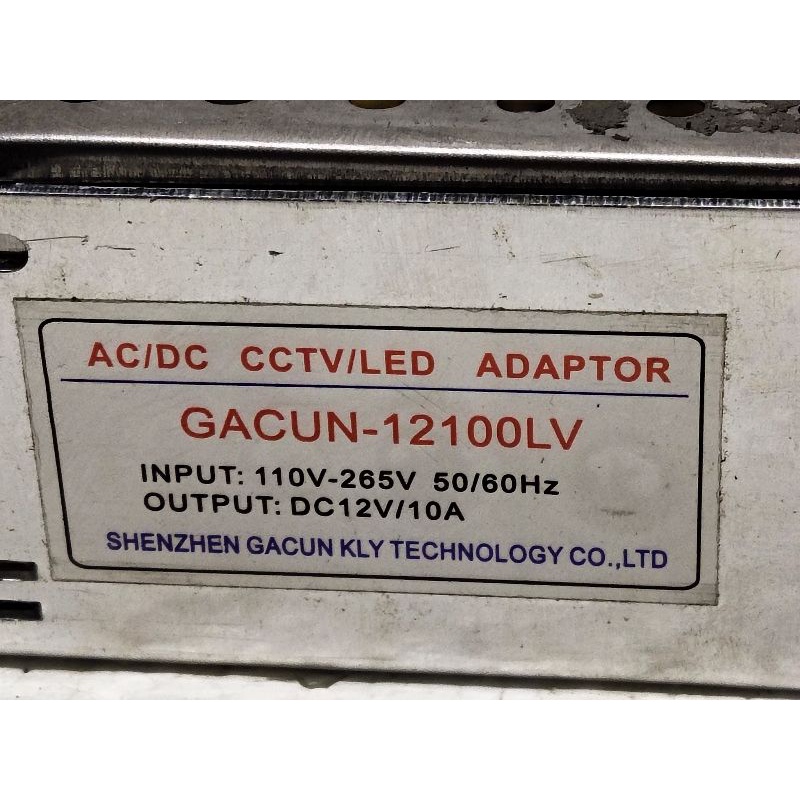 AC/DC CCTV/LED ADAPTOR
GACUN-12100LV
INPUT: 110V-265V 50/60Hz
OUTPUT: DC12V/10A
SHENZHEN GACUN KLY TECHNOLOGY CO.,LTD